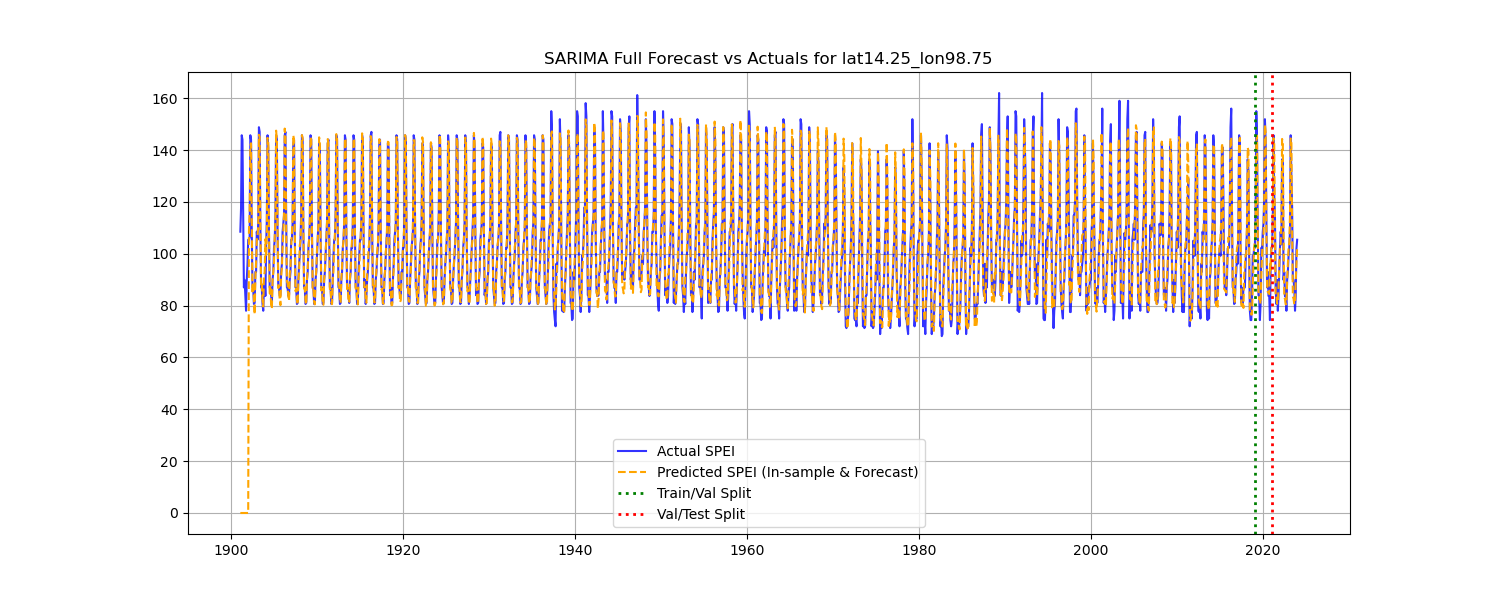 SARIMA Full Forecast vs Actuals for lat14.25_lon98.75
160
140
120
100
80
60
40
20
0
Actual SPEI
Predicted SPEI (In-sample & Forecast)
Train/Val Split
Val/Test Split
1900 1920 1940 1960 1980 2000 2020